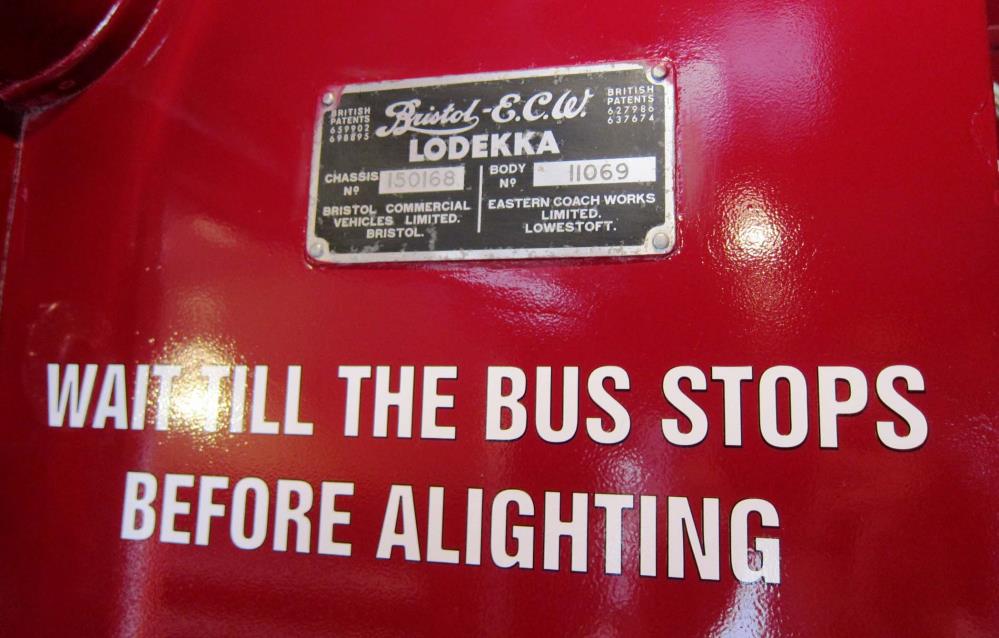 BRITISH
PATENTS
659902
698895
Bristol-E.C.W.
LODEKKA
BRITISH
PATENTS
627986
637674
CHASSIS
Nº
150168
BODY
Nº
11069
BRISTOL COMMERCIAL
VEHICLES LIMITED.
BRISTOL.
EASTERN COACH WORKS
LIMITED.
LOWESTOFT.
WAIT TILL THE BUS STOPS
BEFORE ALIGHTING